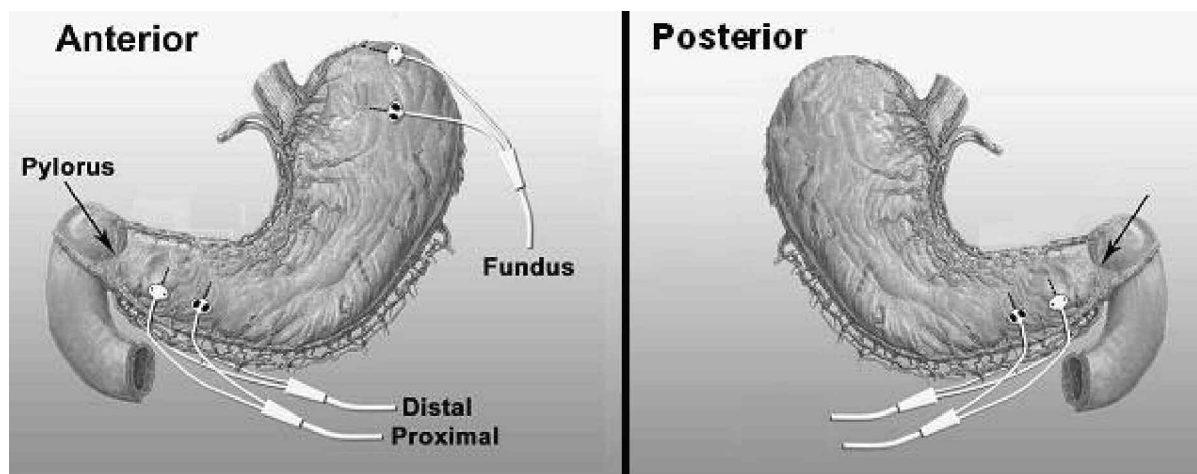 Anterior
Posterior
Pylorus
Fundus
Distal
Proximal